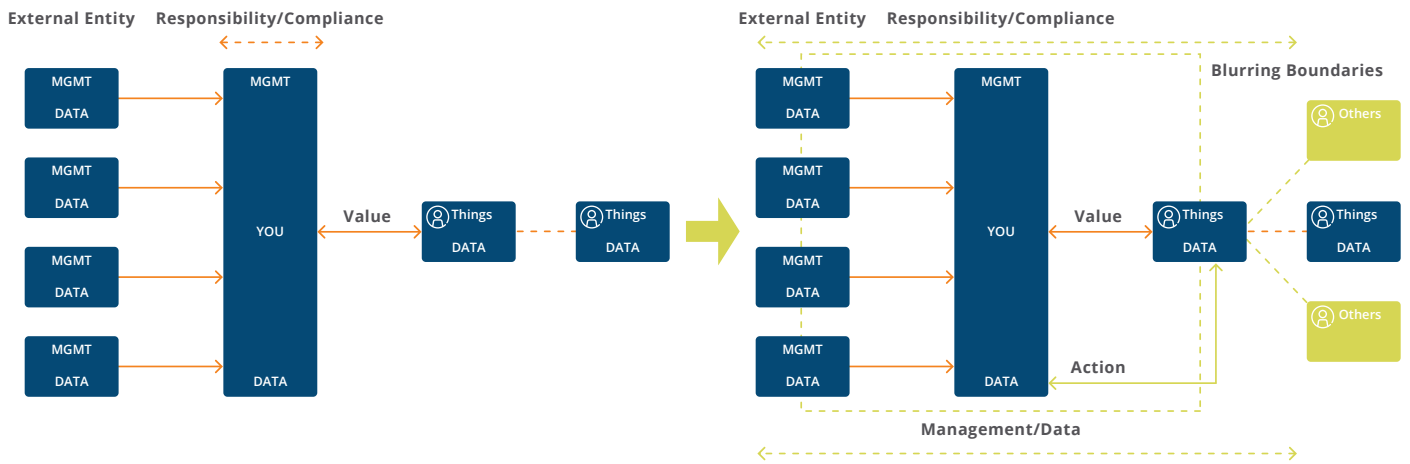 External Entity
Responsibility/Compliance
MGMT
DATA
MGMT
DATA
MGMT
DATA
MGMT
DATA
MGMT
YOU
DATA
Value
Things
DATA
Things
DATA
External Entity
Responsibility/Compliance
Blurring Boundaries
MGMT
DATA
MGMT
DATA
MGMT
DATA
MGMT
DATA
MGMT
YOU
DATA
Value
Action
Things
DATA
Others
Things
DATA
Others
Management/Data